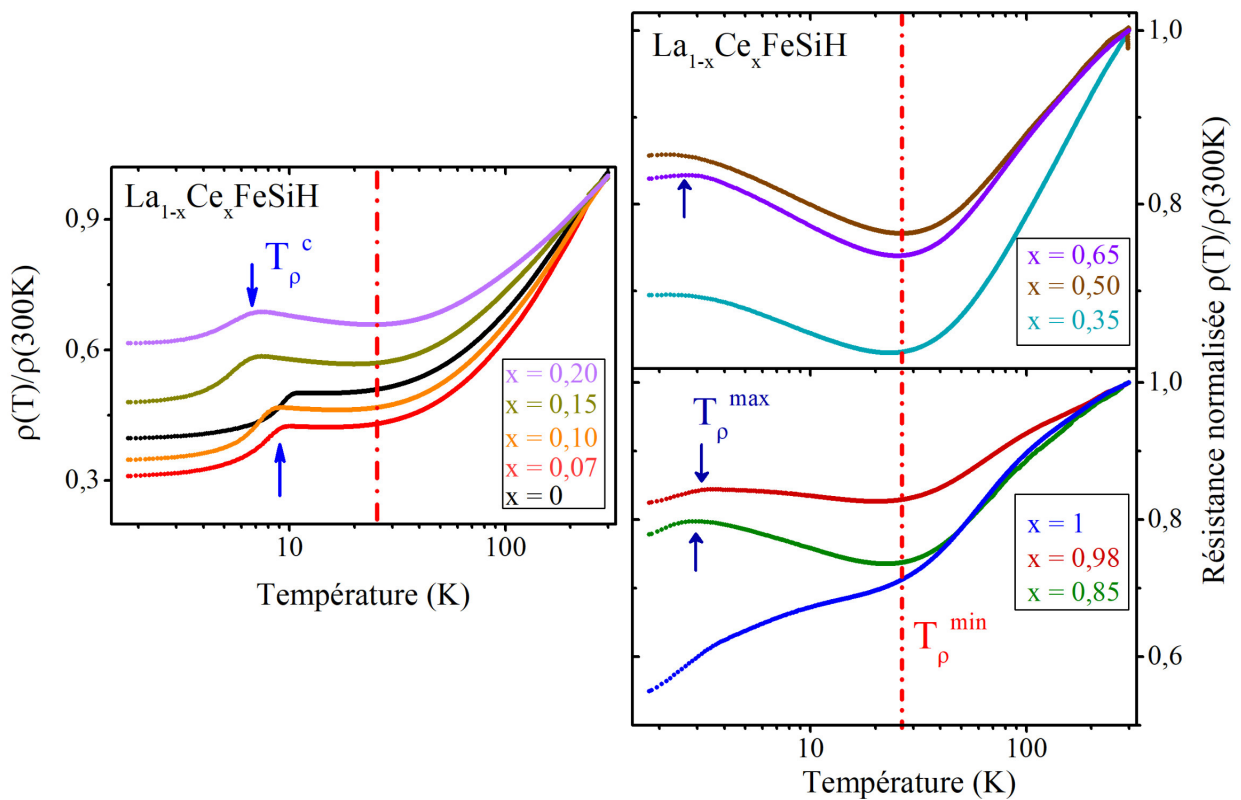 La1-xCexFeSiH
Tρc
0,9
0,6
0,3
ρ(T)/ρ(300K)
x = 0,20
x = 0,15
x = 0,10
x = 0,07
x = 0
10
100
Température (K)
La1-xCexFeSiH
1,0
0,8
x = 0,65
x = 0,50
x = 0,35
Résistance normalisée ρ(T)/ρ(300K)
1,0
0,8
0,6
Tρmax
x = 1
x = 0,98
x = 0,85
Tρmin
10
100
Température (K)